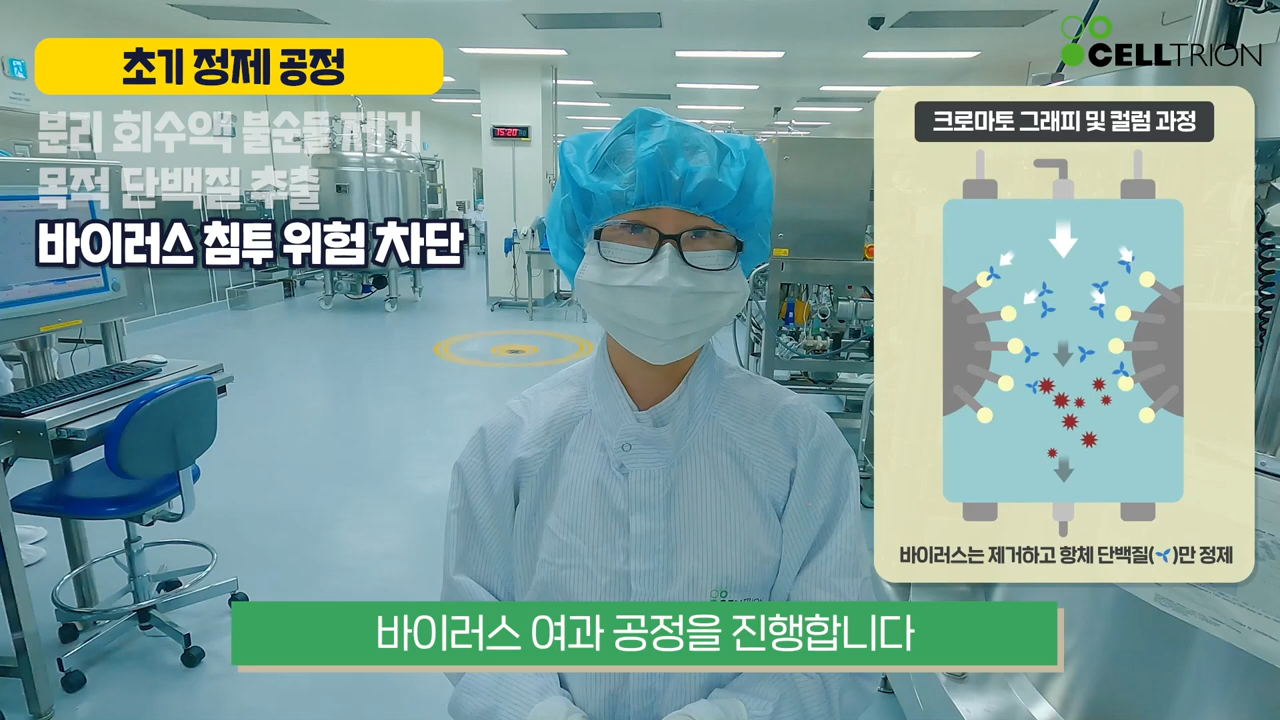 초기 정제 공정
분리 회수액 불순물 제거
목적 단백질 추출
바이러스 침투 위험 차단
15:20
CELLTRION
크로마토 그래피 및 컬럼 과정
바이러스는 제거하고 항체 단백질( )만 정제
CELLTRION
바이러스 여과 공정을 진행합니다